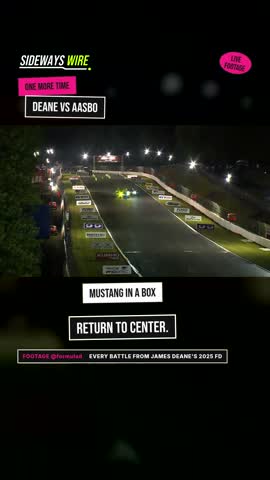 SIDEWAYS WIRE.
LIVE
FOOTAGE
ONE MORE TIME
DEANE VS AASBO
MUSTANG IN A BOX
RETURN TO CENTER.
FOOTAGE @formulad EVERY BATTLE FROM JAMES DEANE'S 2025 FD